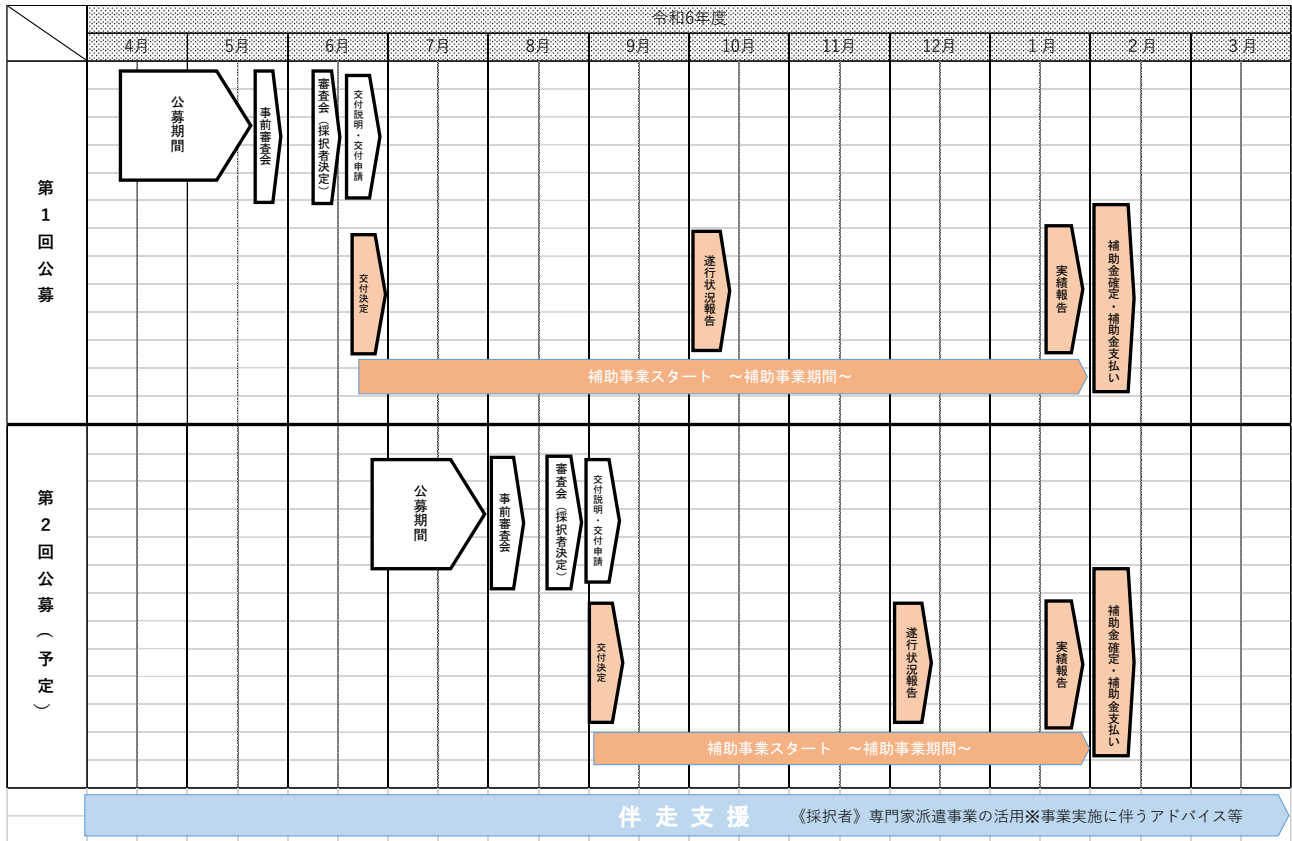 令和6年度
4月 5月 6月 7月 8月 9月 10月 11月 12月 1月 2月 3月
第1回公募
公募期間
事前審査会
審査会（採択者決定）
交付説明・交付申請
交付決定
遂行状況報告
実績報告
補助金確定・補助金支払い
補助事業スタート　～補助事業期間～
第2回公募（予定）
公募期間
事前審査会
審査会（採択者決定）
交付説明・交付申請
交付決定
遂行状況報告
実績報告
補助金確定・補助金支払い
補助事業スタート　～補助事業期間～
伴走支援　《採択者》専門家派遣事業の活用※事業実施に伴うアドバイス等